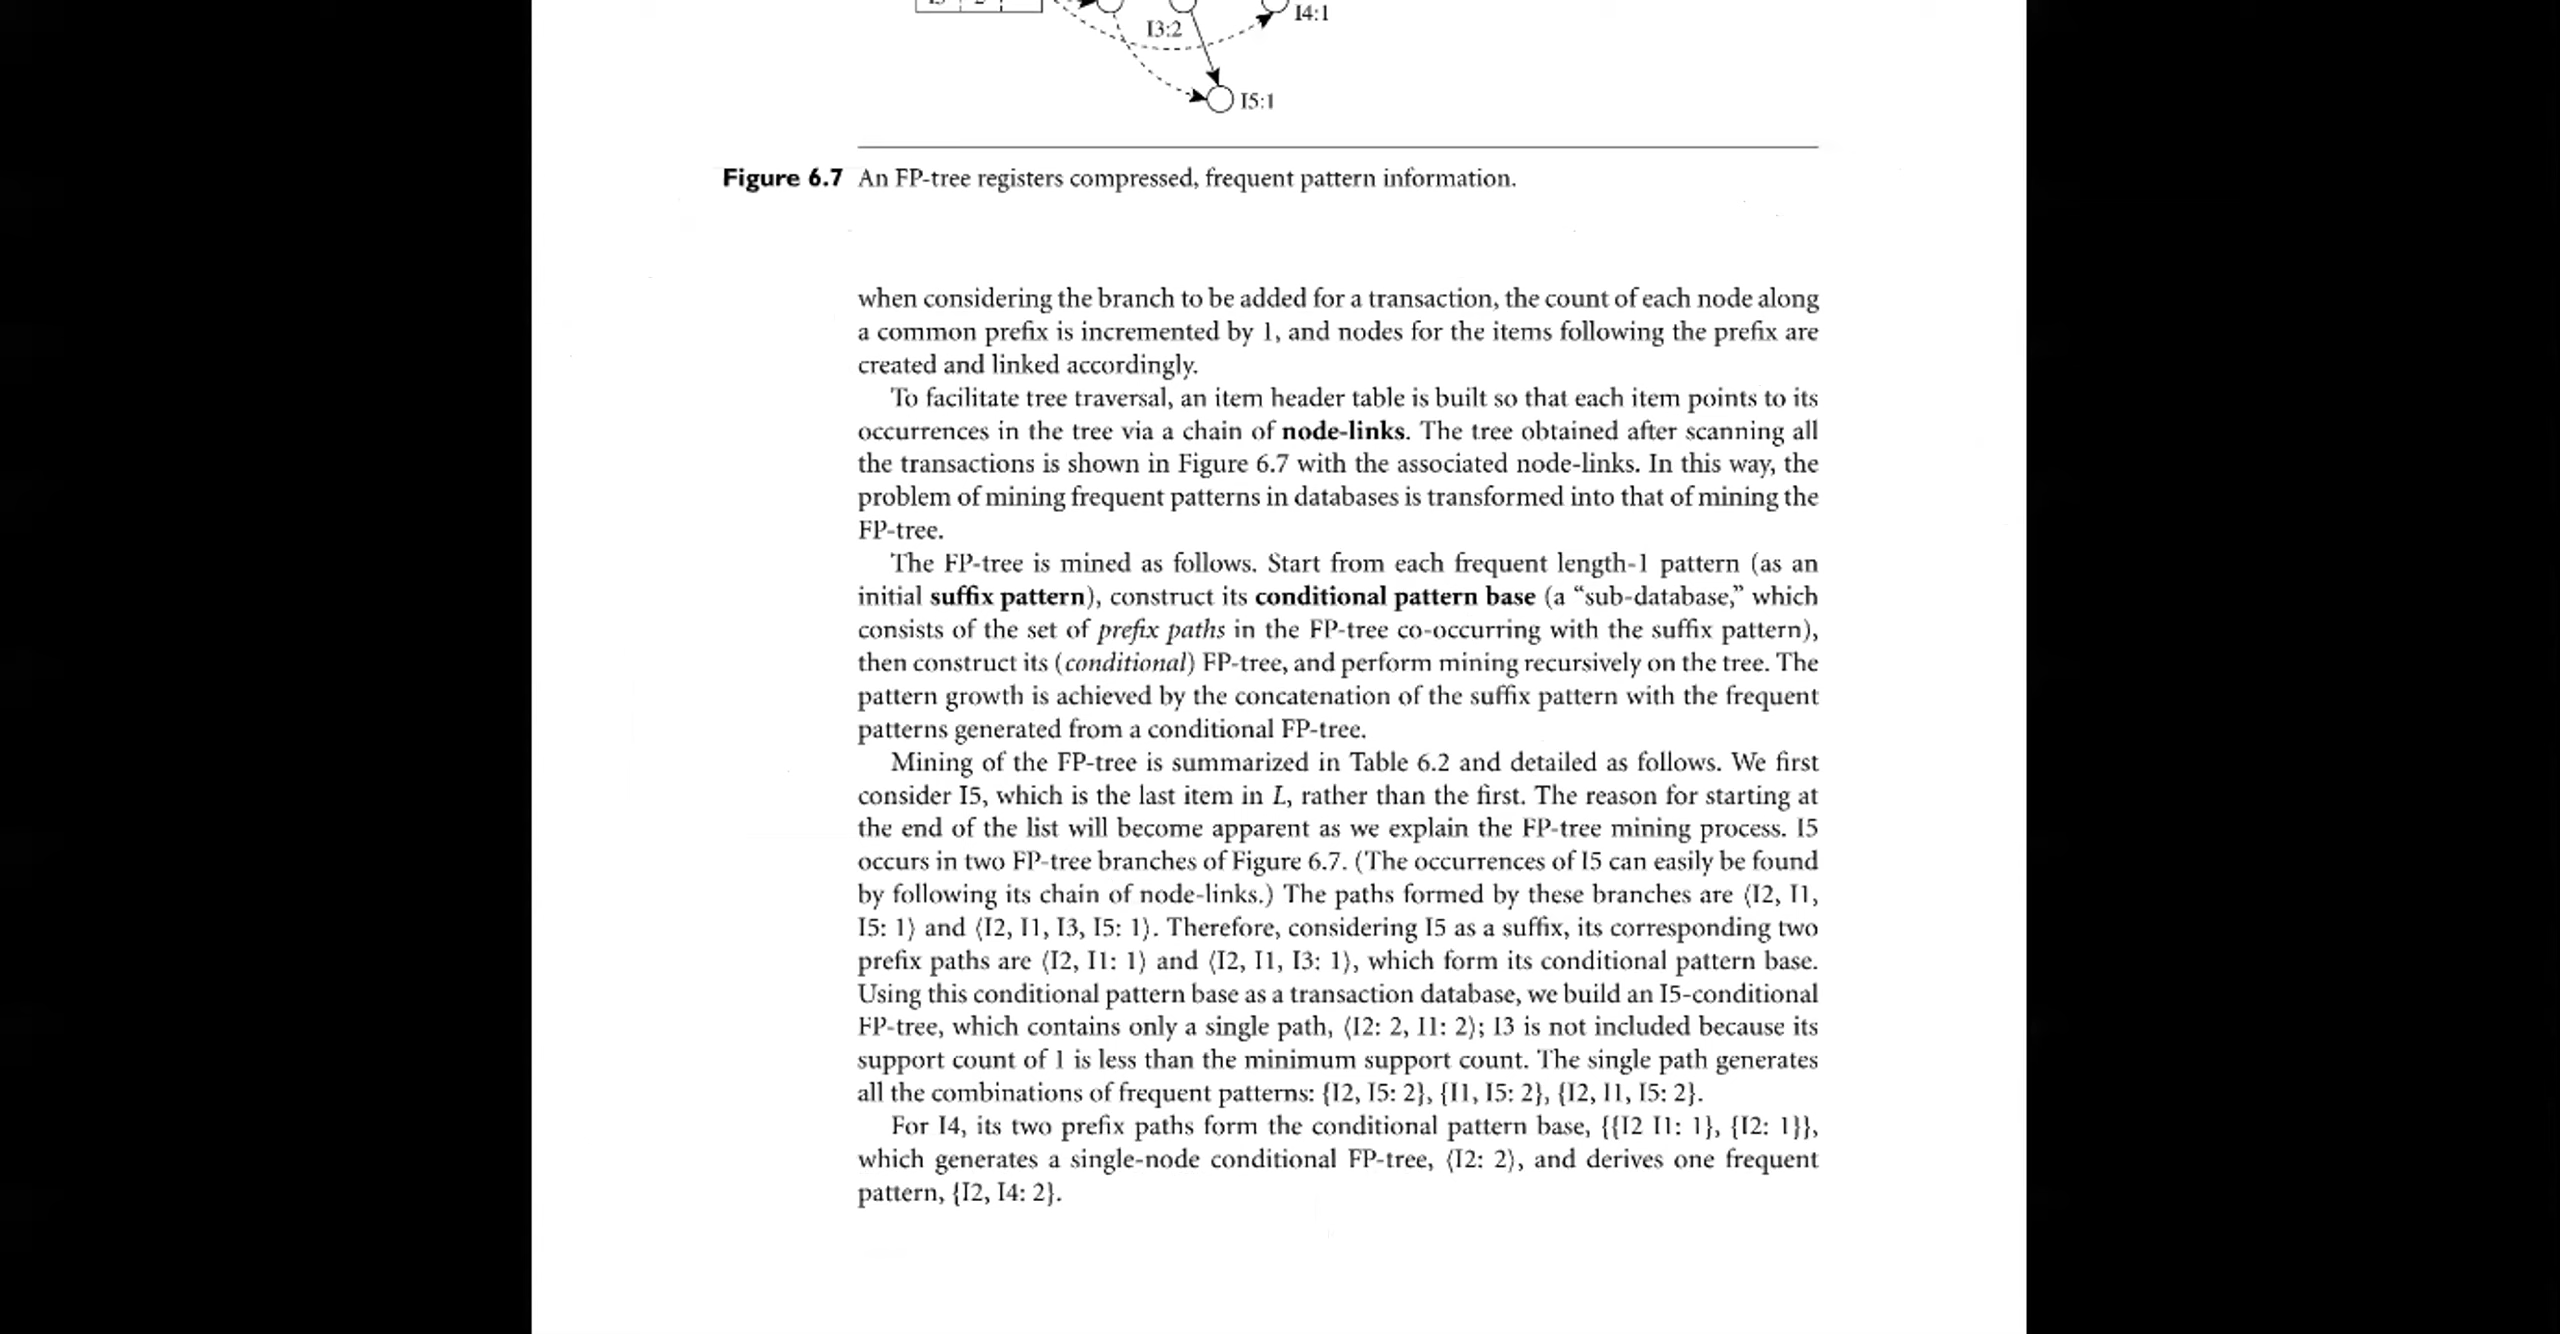 I4:1
I3:2
I5:1
Figure 6.7 An FP-tree registers compressed, frequent pattern information.
when considering the branch to be added for a transaction, the count of each node along
a common prefix is incremented by 1, and nodes for the items following the prefix are
created and linked accordingly.
To facilitate tree traversal, an item header table is built so that each item points to its
occurrences in the tree via a chain of node-links. The tree obtained after scanning all
the transactions is shown in Figure 6.7 with the associated node-links. In this way, the
problem of mining frequent patterns in databases is transformed into that of mining the
FP-tree.
The FP-tree is mined as follows. Start from each frequent length-1 pattern (as an
initial suffix pattern), construct its conditional pattern base (a “sub-database,” which
consists of the set of prefix paths in the FP-tree co-occurring with the suffix pattern),
then construct its (conditional) FP-tree, and perform mining recursively on the tree. The
pattern growth is achieved by the concatenation of the suffix pattern with the frequent
patterns generated from a conditional FP-tree.
Mining of the FP-tree is summarized in Table 6.2 and detailed as follows. We first
consider I5, which is the last item in L, rather than the first. The reason for starting at
the end of the list will become apparent as we explain the FP-tree mining process. I5
occurs in two FP-tree branches of Figure 6.7. (The occurrences of I5 can easily be found
by following its chain of node-links.) The paths formed by these branches are ⟨I2, I1,
I5: 1⟩ and ⟨I2, I1, I3, I5: 1⟩. Therefore, considering I5 as a suffix, its corresponding two
prefix paths are ⟨I2, I1: 1⟩ and ⟨I2, I1, I3: 1⟩, which form its conditional pattern base.
Using this conditional pattern base as a transaction database, we build an I5-conditional
FP-tree, which contains only a single path, ⟨I2: 2, I1: 2⟩; I3 is not included because its
support count of 1 is less than the minimum support count. The single path generates
all the combinations of frequent patterns: {I2, I5: 2}, {I1, I5: 2}, {I2, I1, I5: 2}.
For I4, its two prefix paths form the conditional pattern base, {{I2 I1: 1}, {I2: 1}},
which generates a single-node conditional FP-tree, ⟨I2: 2⟩, and derives one frequent
pattern, {I2, I4: 2}.